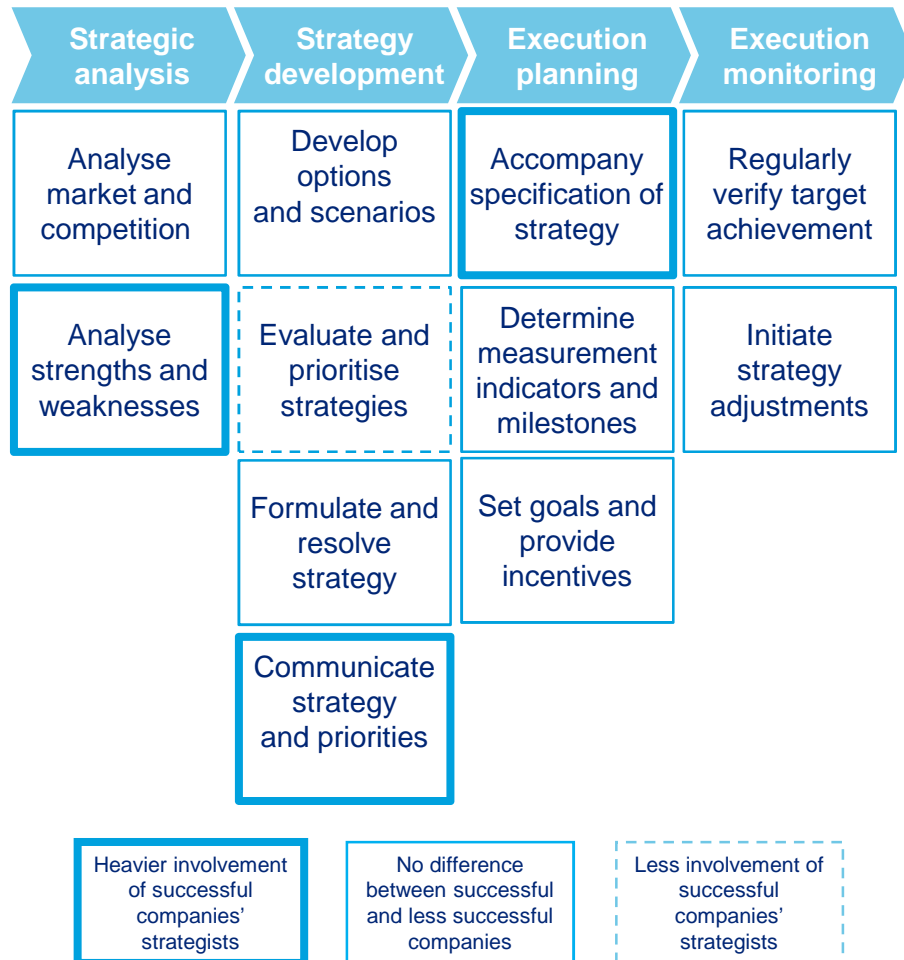 Strategic
analysis
Strategy
development
Execution
planning
Execution
monitoring
Analyse
market and
competition
Develop
options
and scenarios
Accompany
specification of
strategy
Regularly
verify target
achievement
Analyse
strengths and
weaknesses
Evaluate and
prioritise
strategies
Determine
measurement
indicators and
milestones
Initiate
strategy
adjustments
Formulate and
resolve
strategy
Set goals and
provide
incentives
Communicate
strategy
and priorities
Heavier involvement
of successful
companies’
strategists
No difference
between successful
and less successful
companies
Less involvement of
successful
companies’
strategists